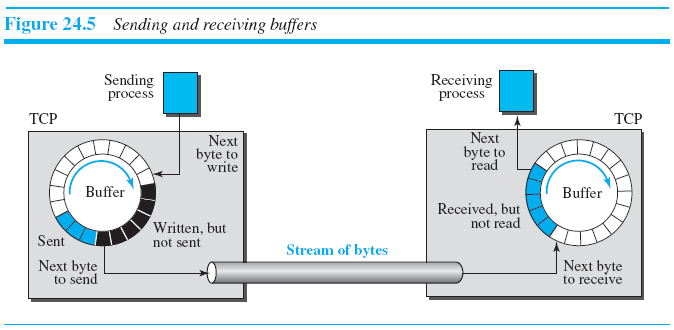 Figure 24.5 Sending and receiving buffers
Sending
process
Receiving
process
TCP
TCP
Next
byte to
write
Next
byte to
read
Buffer
Buffer
Written, but
not sent
Received, but
not read
Sent
Stream of bytes
Next byte
to send
Next byte
to receive